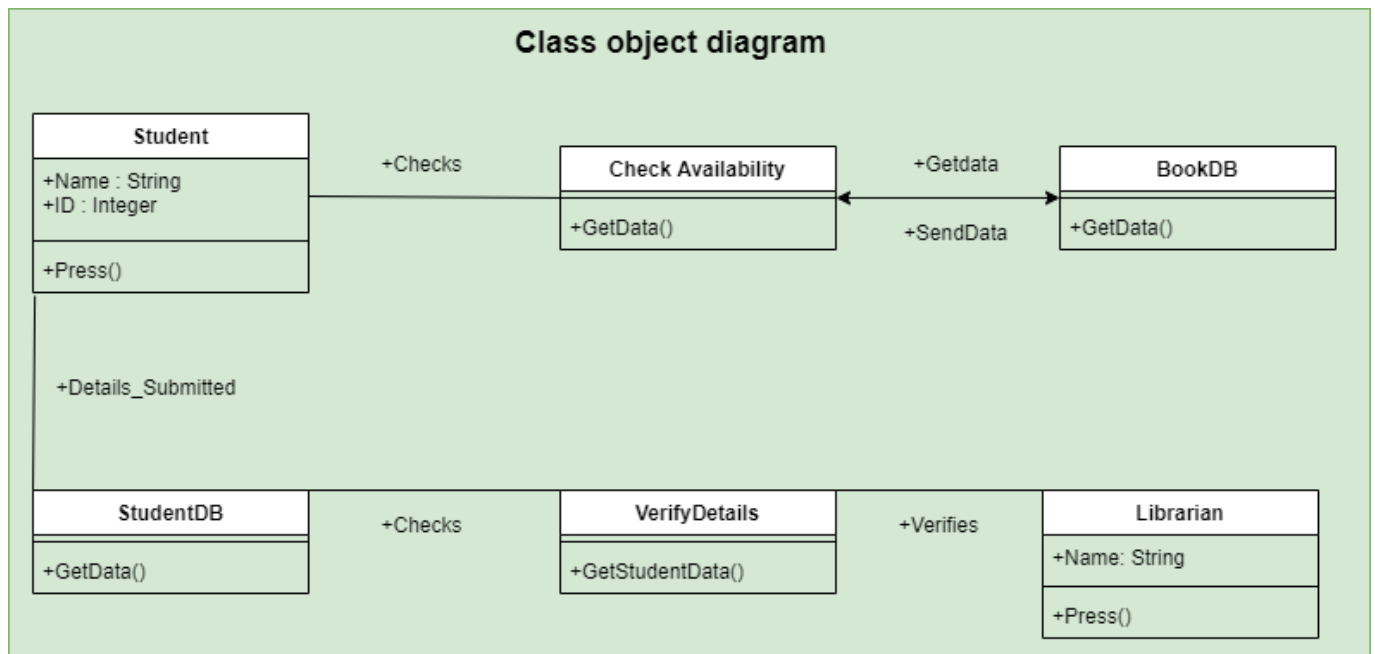 Class object diagram
Student
+Name : String
+ID : Integer
+Press()
+Checks
Check Availability
+GetData()
+Getdata
+SendData
BookDB
+GetData()
+Details_Submitted
StudentDB
+GetData()
+Checks
VerifyDetails
+GetStudentData()
+Verifies
Librarian
+Name: String
+Press()